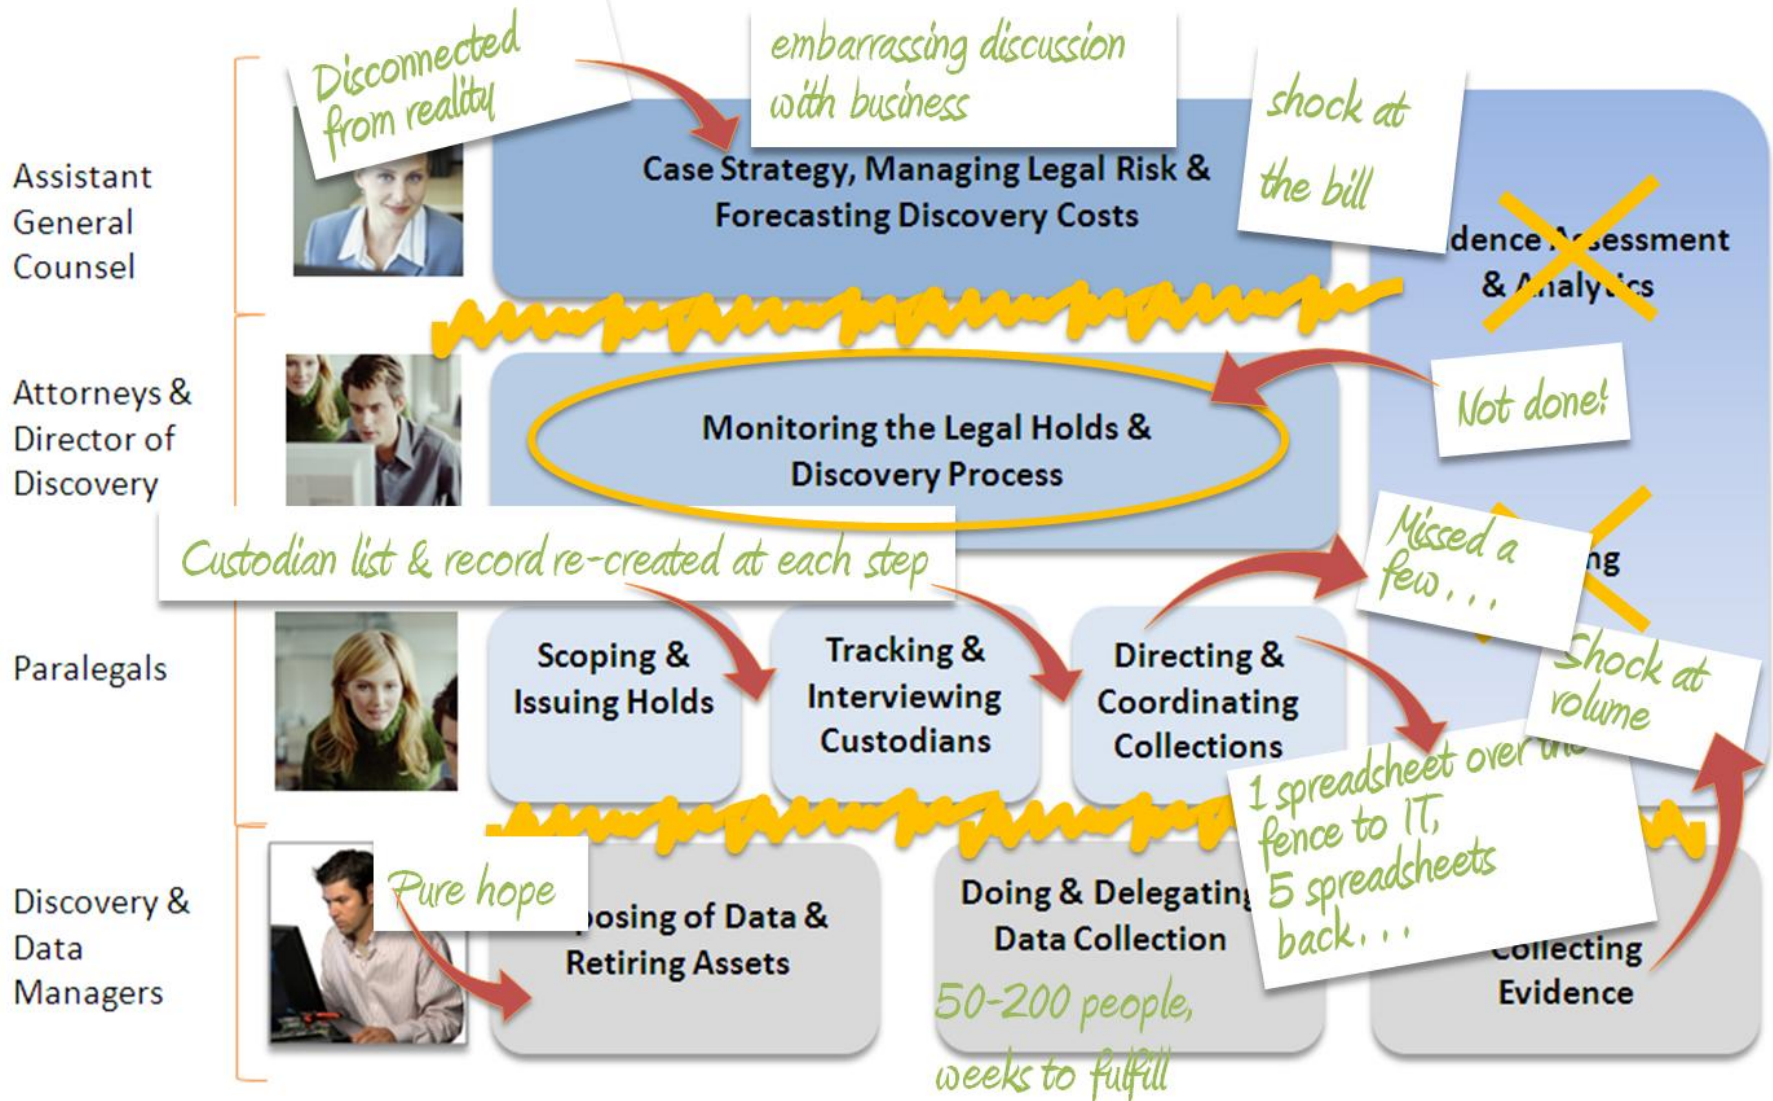 Disconnected
from reality
embarrassing discussion
with business
shock at
the bill
Assistant
General
Counsel
Case Strategy, Managing Legal Risk &
Forecasting Discovery Costs
Assessment
& Analytics
Attorneys &
Director of
Discovery
Monitoring the Legal Holds &
Discovery Process
Not done!
Custodian list & record re-created at each step
Missed a
few...
Paralegals
Scoping &
Issuing Holds
Tracking &
Interviewing
Custodians
Directing &
Coordinating
Collections
Shock at
volume
1 spreadsheet over the
fence to IT,
5 spreadsheets
back...
Discovery &
Data
Managers
Pure hope
of Data &
Retiring Assets
Doing & Delegating
Data Collection
50-200 people,
weeks to fulfill
Collecting
Evidence